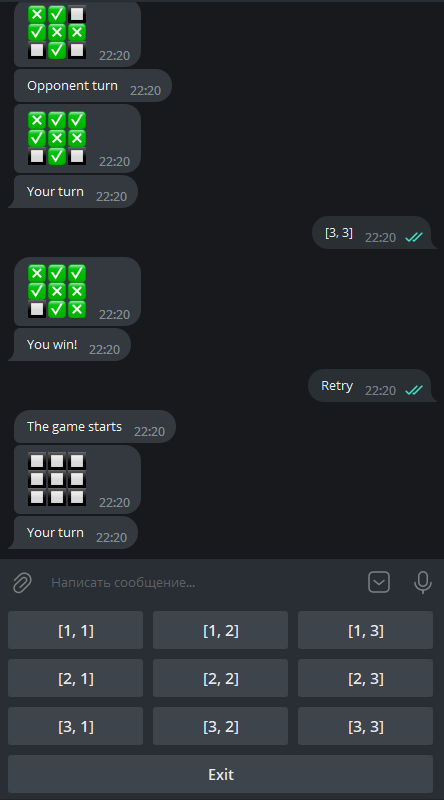 ❎✅⬜
✅❎❎
⬜✅⬜ 22:20
Opponent turn 22:20
❎✅✅
✅❎❎
⬜✅⬜ 22:20
Your turn 22:20
[3, 3] 22:20
❎✅✅
✅❎❎
⬜✅❎ 22:20
You win! 22:20
Retry 22:20
The game starts 22:20
⬜⬜⬜
⬜⬜⬜
⬜⬜⬜ 22:20
Your turn 22:20
Написать сообщение...
[1, 1] [1, 2] [1, 3]
[2, 1] [2, 2] [2, 3]
[3, 1] [3, 2] [3, 3]
Exit